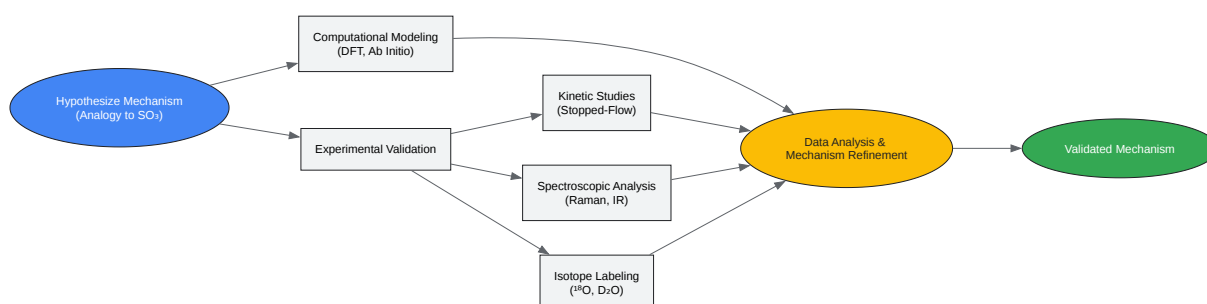 Computational Modeling
(DFT, Ab Initio)
Hypothesize Mechanism
(Analogy to SO₃)
Kinetic Studies
(Stopped-Flow)
Experimental Validation
Data Analysis &
Mechanism Refinement
Validated Mechanism
Spectroscopic Analysis
(Raman, IR)
Isotope Labeling
(¹⁸O, D₂O)